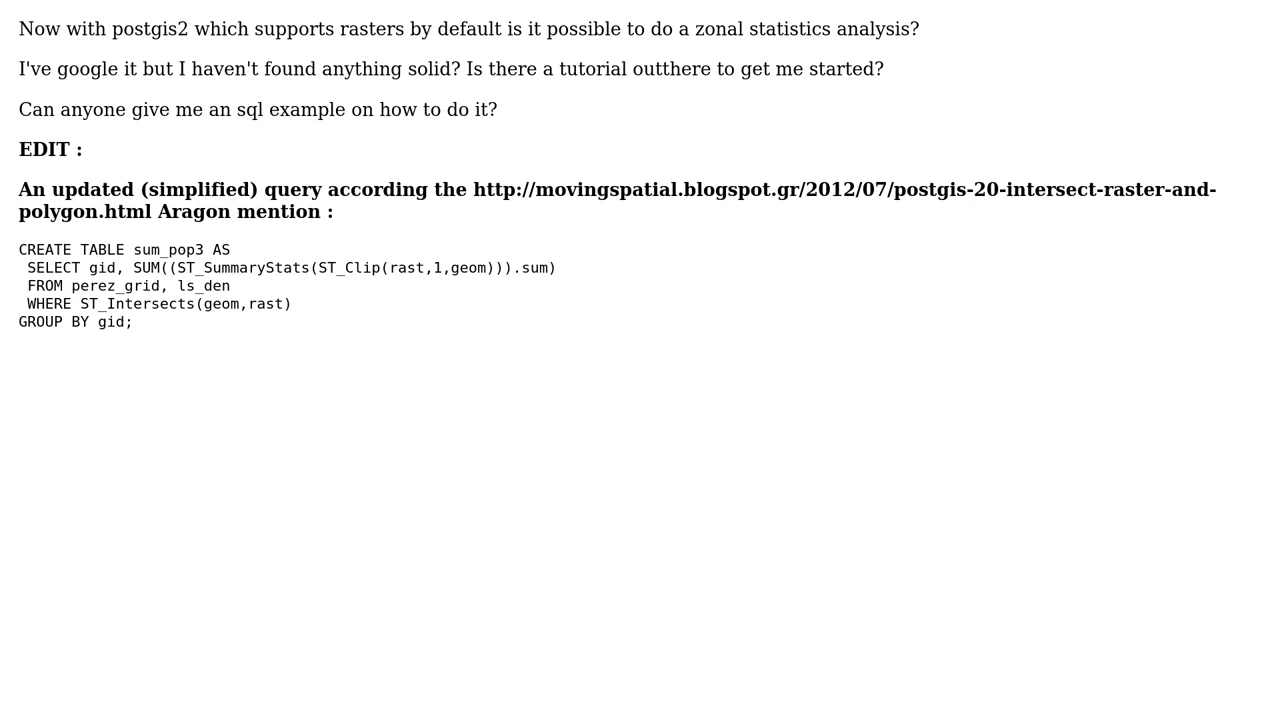 Now with postgis2 which supports rasters by default is it possible to do a zonal statistics analysis?
I've google it but I haven't found anything solid? Is there a tutorial outthere to get me started?
Can anyone give me an sql example on how to do it?
EDIT :
An updated (simplified) query according the http://movingspatial.blogspot.gr/2012/07/postgis-20-intersect-raster-and-
polygon.html Aragon mention :
CREATE TABLE sum_pop3 AS
 SELECT gid, SUM((ST_SummaryStats(ST_Clip(rast,1,geom))).sum)
 FROM perez_grid, ls_den
 WHERE ST_Intersects(geom,rast)
GROUP BY gid;